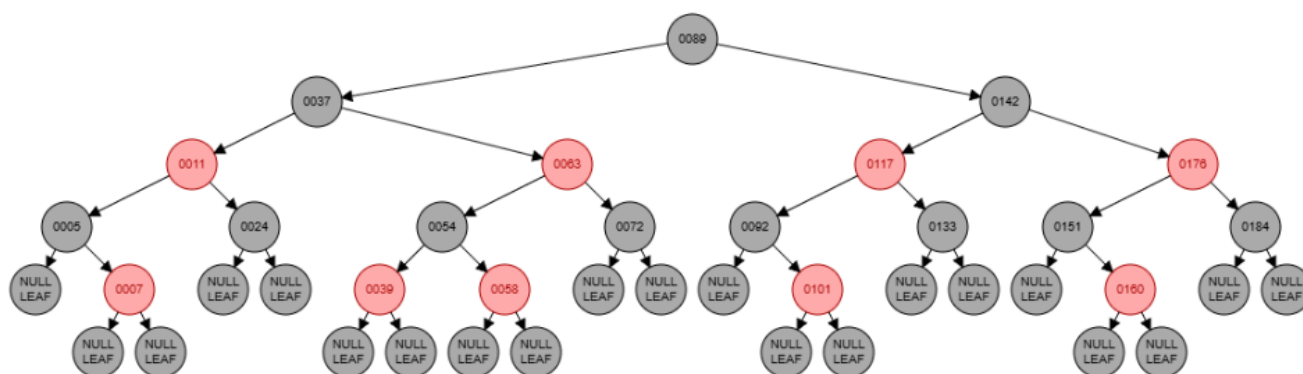 0089
0037
0142
0011
0063
0117
0176
0005
0024
0054
0072
0092
0133
0151
0184
NULL
LEAF
0007
NULL
LEAF
NULL
LEAF
0039
0058
NULL
LEAF
NULL
LEAF
NULL
LEAF
0101
NULL
LEAF
NULL
LEAF
NULL
LEAF
0160
NULL
LEAF
NULL
LEAF
NULL
LEAF
NULL
LEAF
NULL
LEAF
NULL
LEAF
NULL
LEAF
NULL
LEAF
NULL
LEAF
NULL
LEAF
NULL
LEAF
NULL
LEAF